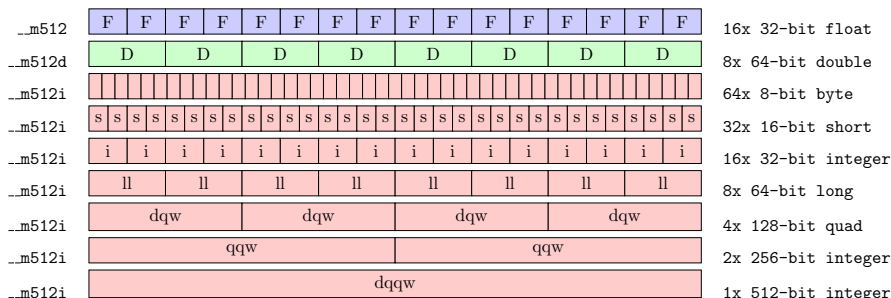 __m512 F F F F F F F F F F F F F F F F 16x 32-bit float
__m512d D D D D D D D D 8x 64-bit double
__m512i 64x 8-bit byte
__m512i s s s s s s s s s s s s s s s s s s s s s s s s s s s s s s s s 32x 16-bit short
__m512i i i i i i i i i i i i i i i i i 16x 32-bit integer
__m512i ll ll ll ll ll ll ll ll 8x 64-bit long
__m512i dqw dqw dqw dqw 4x 128-bit quad
__m512i qqw qqw 2x 256-bit integer
__m512i dqqw 1x 512-bit integer